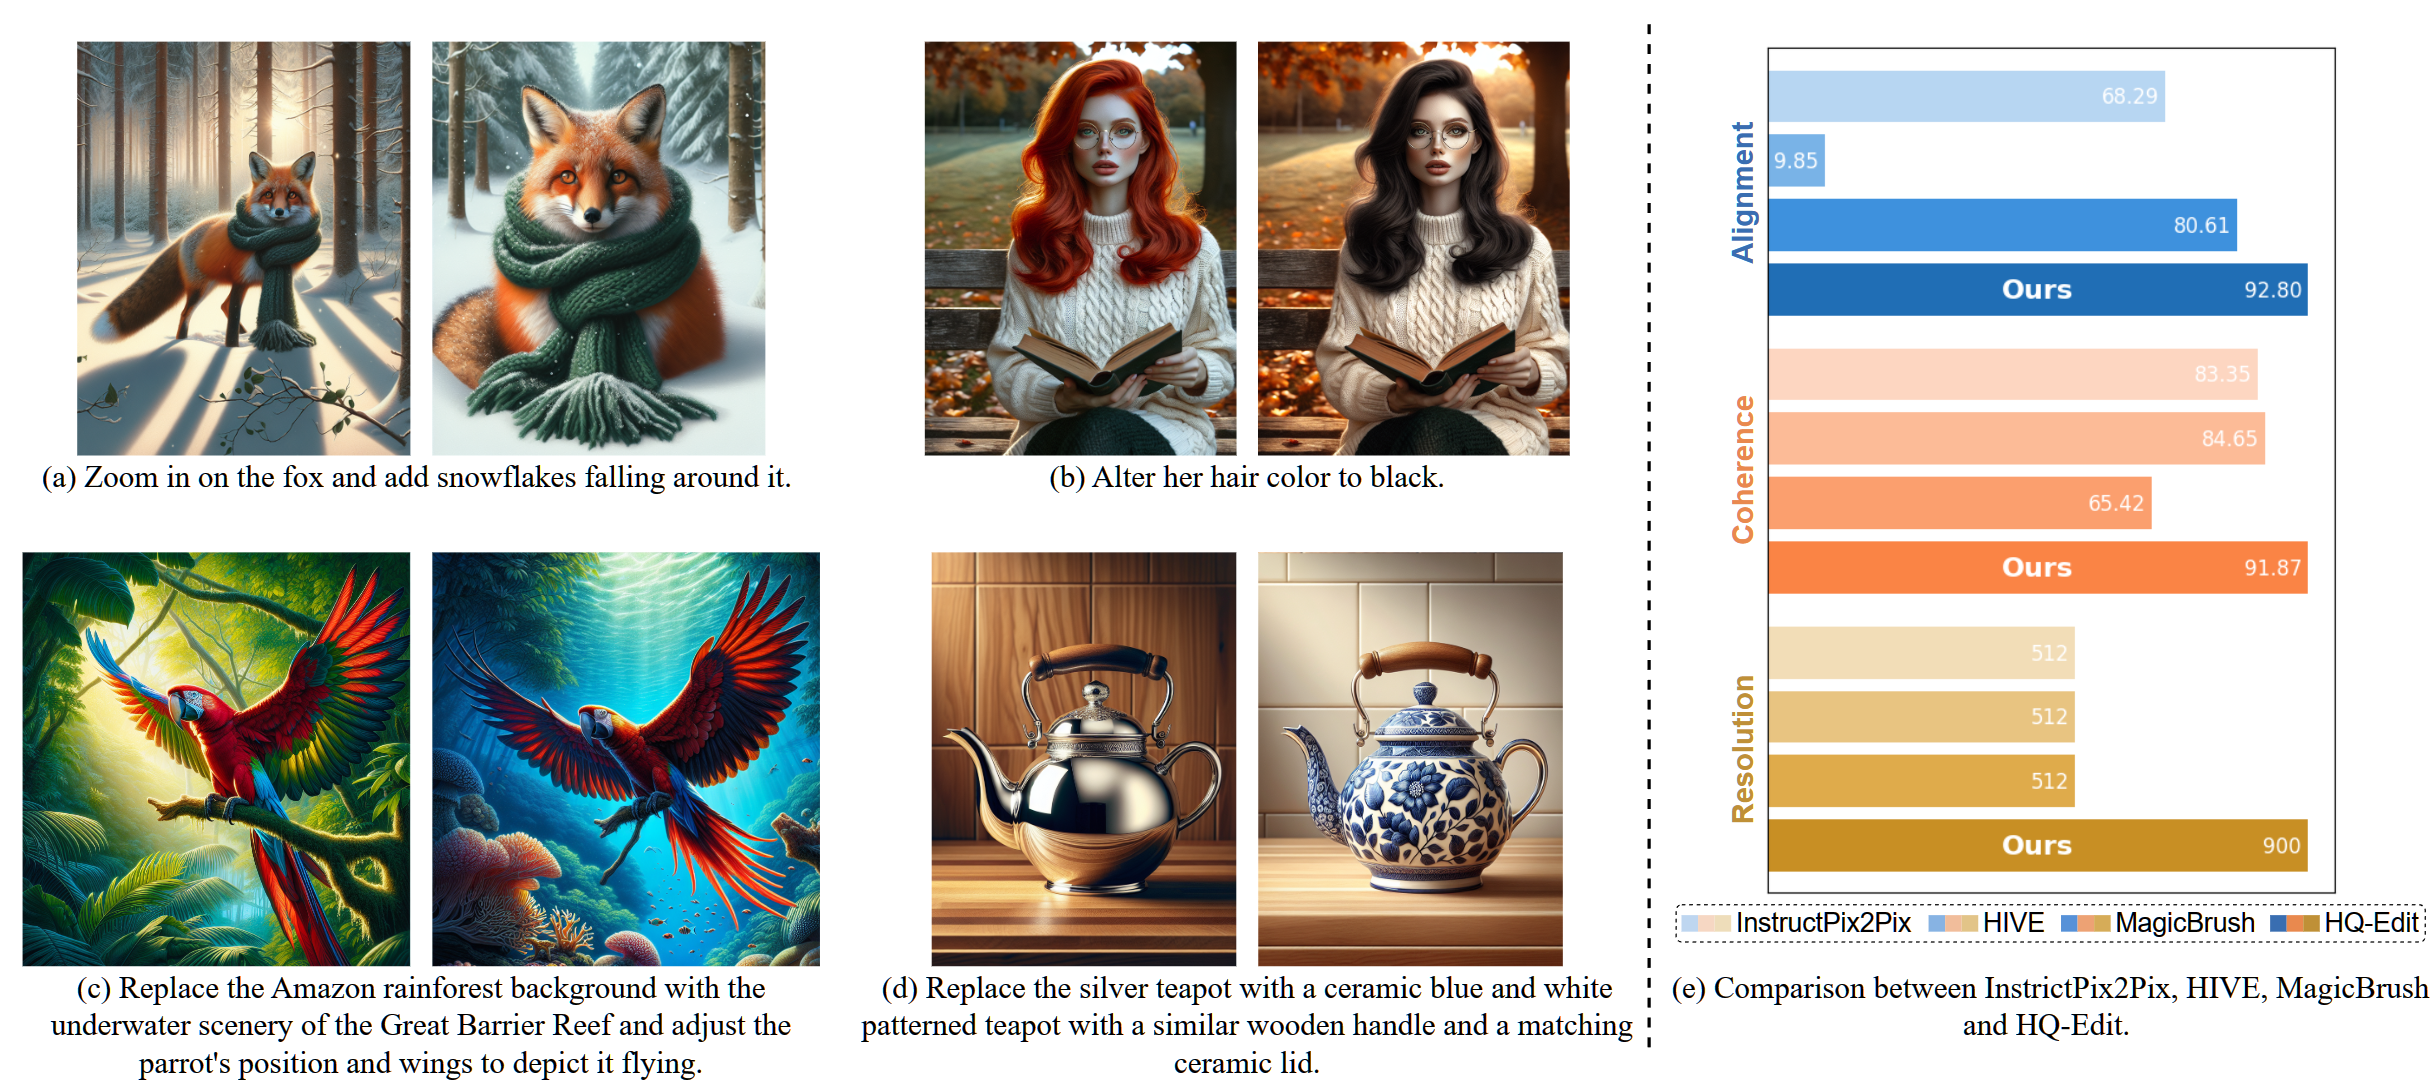 (a) Zoom in on the fox and add snowflakes falling around it.
(b) Alter her hair color to black.
(c) Replace the Amazon rainforest background with the
underwater scenery of the Great Barrier Reef and adjust the
parrot's position and wings to depict it flying.
(d) Replace the silver teapot with a ceramic blue and white
patterned teapot with a similar wooden handle and a matching
ceramic lid.
Alignment
68.29
9.85
80.61
Ours 92.80
Coherence
83.35
84.65
65.42
Ours 91.87
Resolution
512
512
512
Ours 900
InstructPix2Pix HIVE MagicBrush HQ-Edit
(e) Comparison between InstrictPix2Pix, HIVE, MagicBrush
and HQ-Edit.